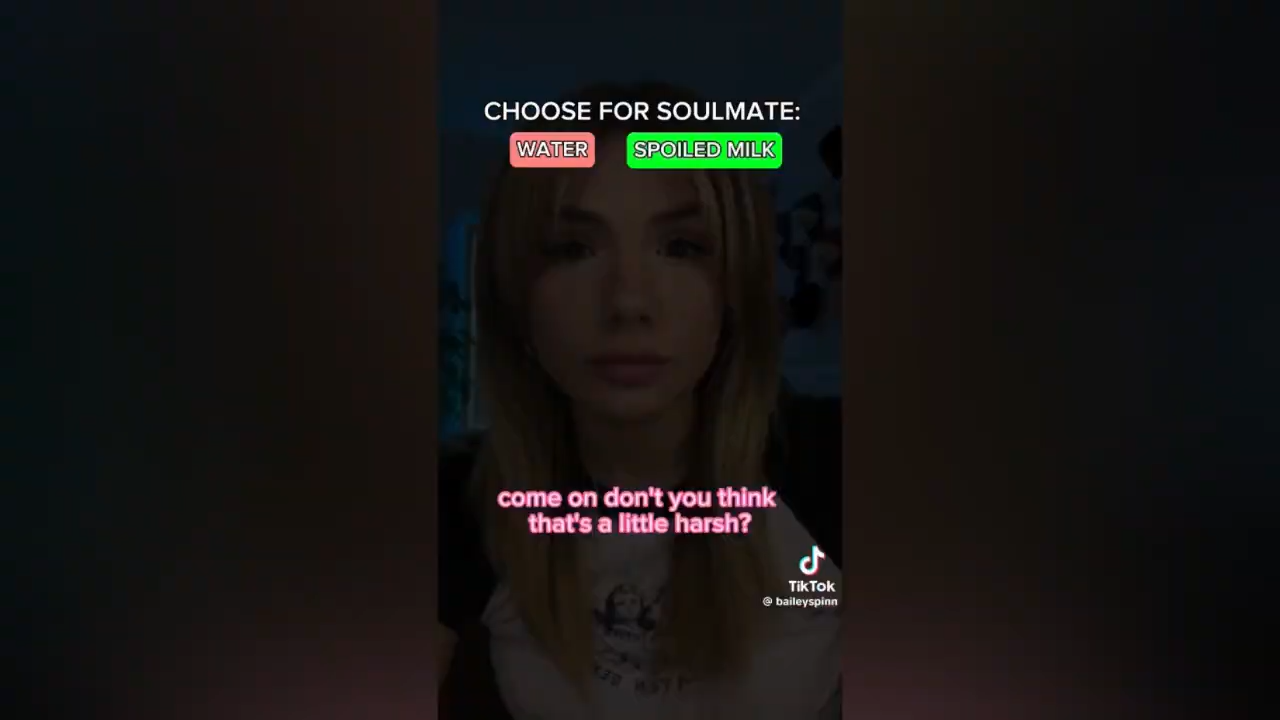 CHOOSE FOR SOULMATE:
WATER
SPOILED MILK
come on don't you think
that's a little harsh?
TikTok
@ baileyspinn